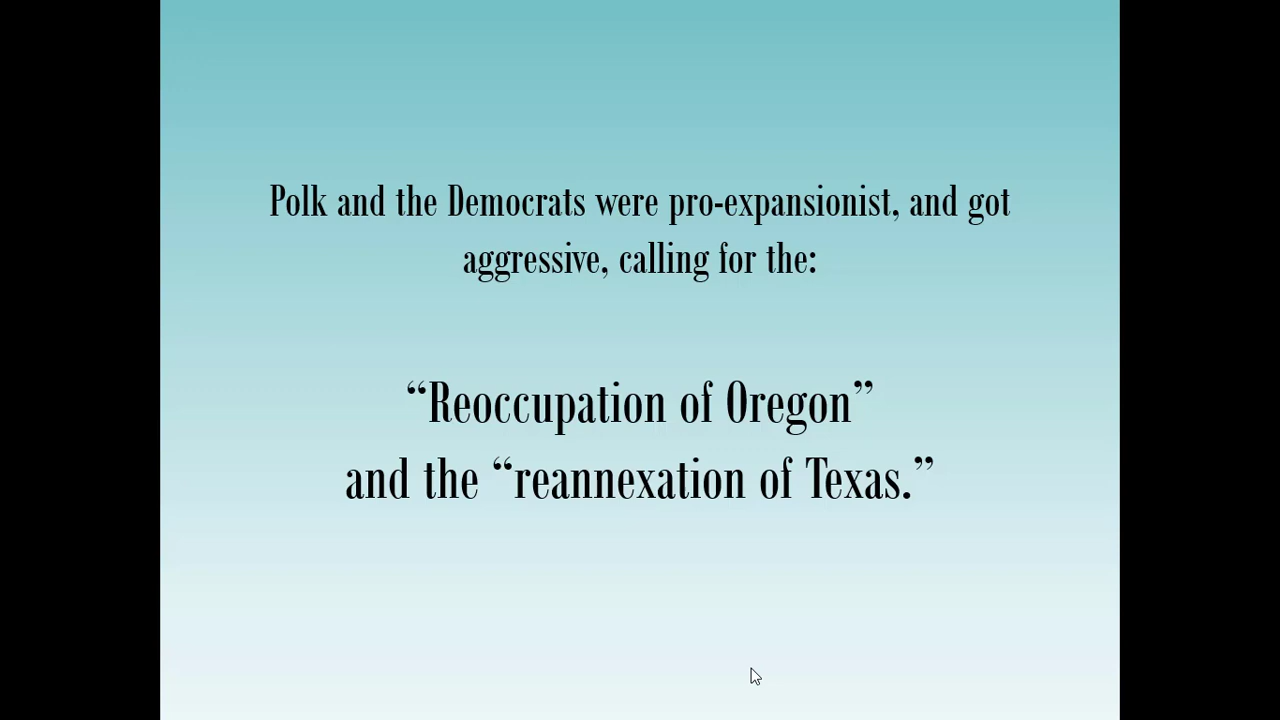 Polk and the Democrats were pro-expansionist, and got
aggressive, calling for the:
“Reoccupation of Oregon”
and the “reannexation of Texas.”